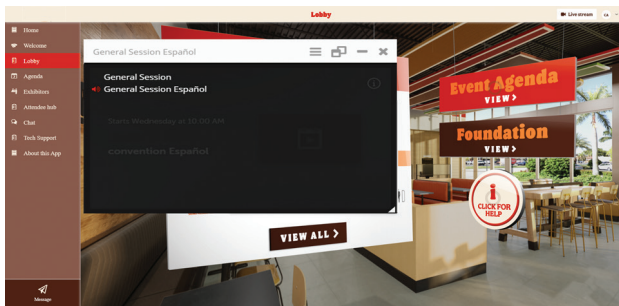 Lobby
Live stream
CA
Home
Welcome
Lobby
Agenda
Exhibitors
Attendee hub
Chat
Tech Support
About this App
Message
General Session Español
General Session
General Session Español
Starts Wednesday at 10:00 AM
convention Español
VIEW ALL >
Event Agenda
VIEW >
Foundation
VIEW >
i
CLICK FOR
HELP